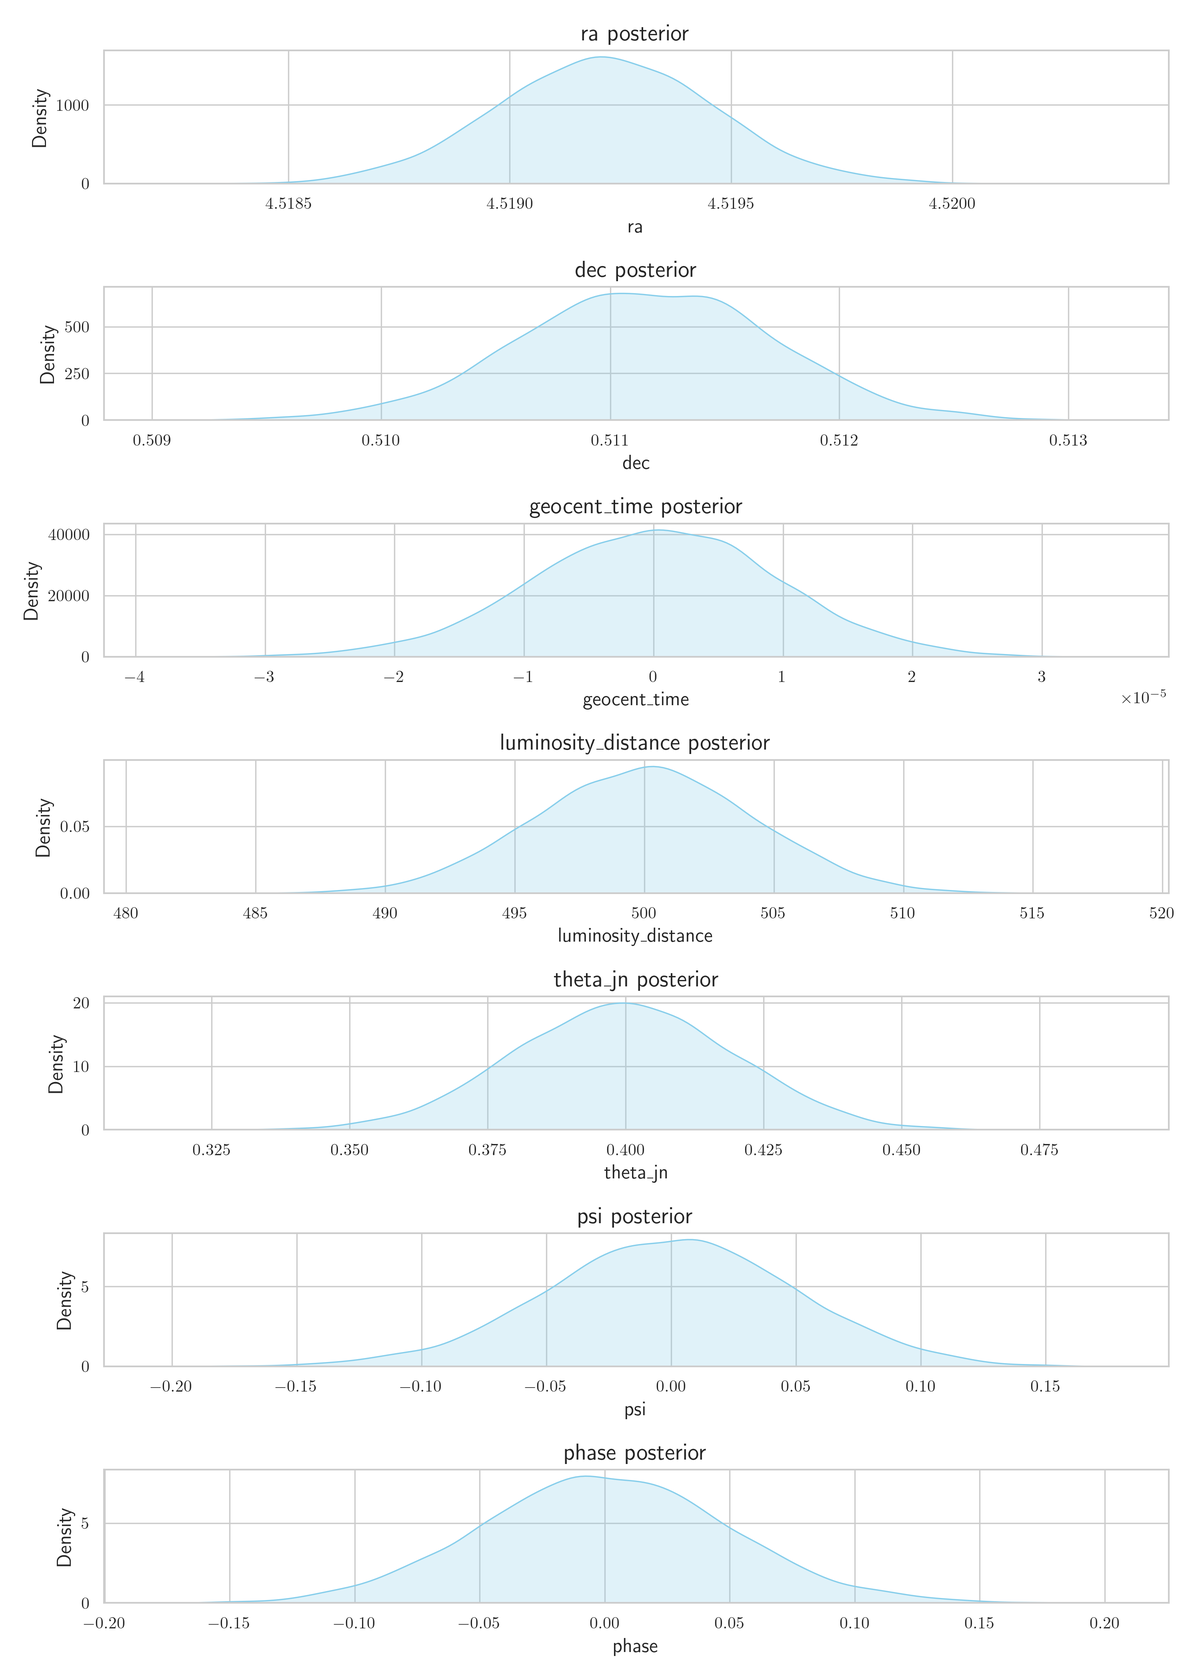 ra posterior
Density
1000
0
4.5185 4.5190 4.5195 4.5200
ra
dec posterior
Density
500
250
0
0.509 0.510 0.511 0.512 0.513
dec
geocent_time posterior
Density
40000
20000
0
−4 −3 −2 −1 0 1 2 3
×10⁻⁵
geocent_time
luminosity_distance posterior
Density
0.05
0.00
480 485 490 495 500 505 510 515 520
luminosity_distance
theta_jn posterior
Density
20
10
0
0.325 0.350 0.375 0.400 0.425 0.450 0.475
theta_jn
psi posterior
Density
5
0
−0.20 −0.15 −0.10 −0.05 0.00 0.05 0.10 0.15
psi
phase posterior
Density
5
0
−0.20 −0.15 −0.10 −0.05 0.00 0.05 0.10 0.15 0.20
phase